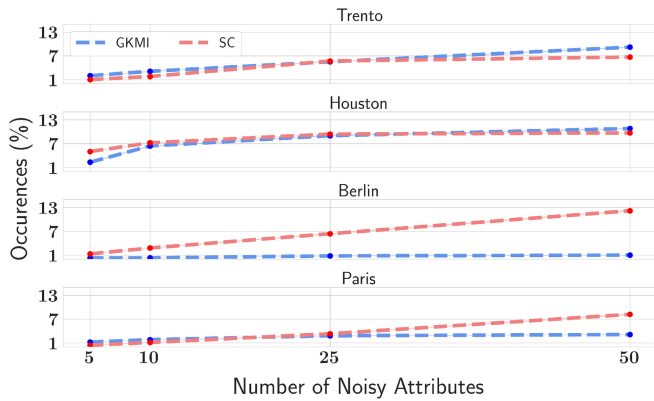 Trento
13
7
1
GKMI SC
Houston
13
7
1
Occurences (%)
Berlin
13
7
1
Paris
13
7
1
5 10 25 50
Number of Noisy Attributes